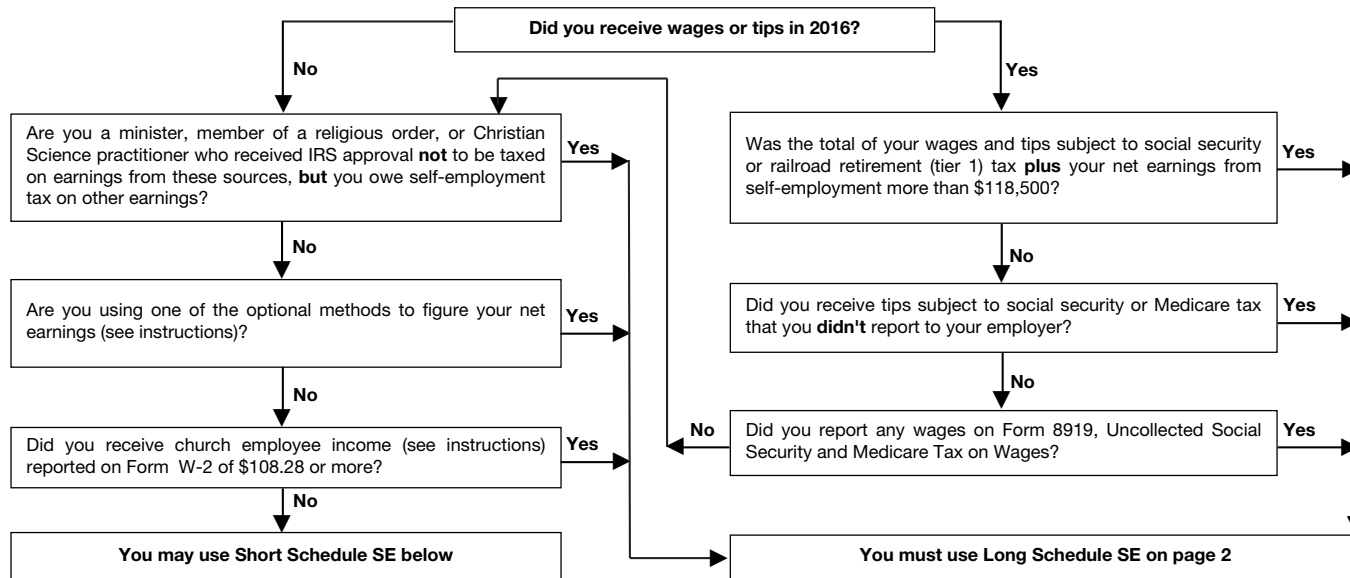 Did you receive wages or tips in 2016?
No
Yes
Are you a minister, member of a religious order, or Christian
Science practitioner who received IRS approval not to be taxed
on earnings from these sources, but you owe self-employment
tax on other earnings?
Yes
Was the total of your wages and tips subject to social security
or railroad retirement (tier 1) tax plus your net earnings from
self-employment more than $118,500?
Yes
No
No
Are you using one of the optional methods to figure your net
earnings (see instructions)?
Yes
Did you receive tips subject to social security or Medicare tax
that you didn't report to your employer?
Yes
No
No
Did you receive church employee income (see instructions)
reported on Form W-2 of $108.28 or more?
Yes
No
Did you report any wages on Form 8919, Uncollected Social
Security and Medicare Tax on Wages?
Yes
No
You may use Short Schedule SE below
You must use Long Schedule SE on page 2